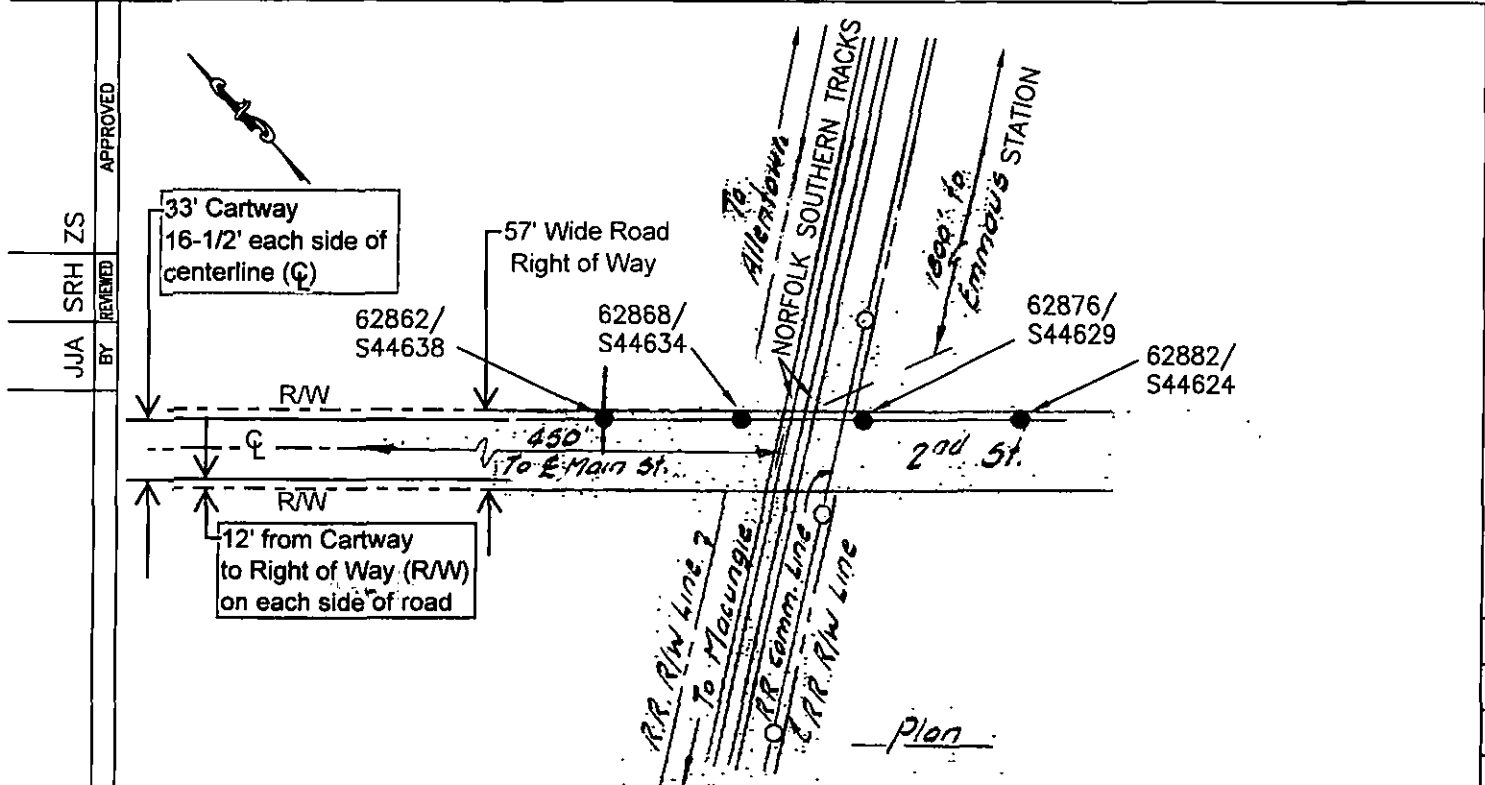 APPROVED
ZS
SRH
REVIEWED
JJA
BY
33' Cartway
16-1/2' each side of
centerline (℄)
57' Wide Road
Right of Way
To
Allentown
NORFOLK SOUTHERN TRACKS
1800' to
Emmaus STATION
62862/
S44638
62868/
S44634
62876/
S44629
62882/
S44624
R/W
℄
450'
To ℄ Main St.
2nd St.
R/W
12' from Cartway
to Right of Way (R/W)
on each side of road
R.R. R/W Line ?
To Macungie
RR Comm. Line
RR R/W Line
Plan